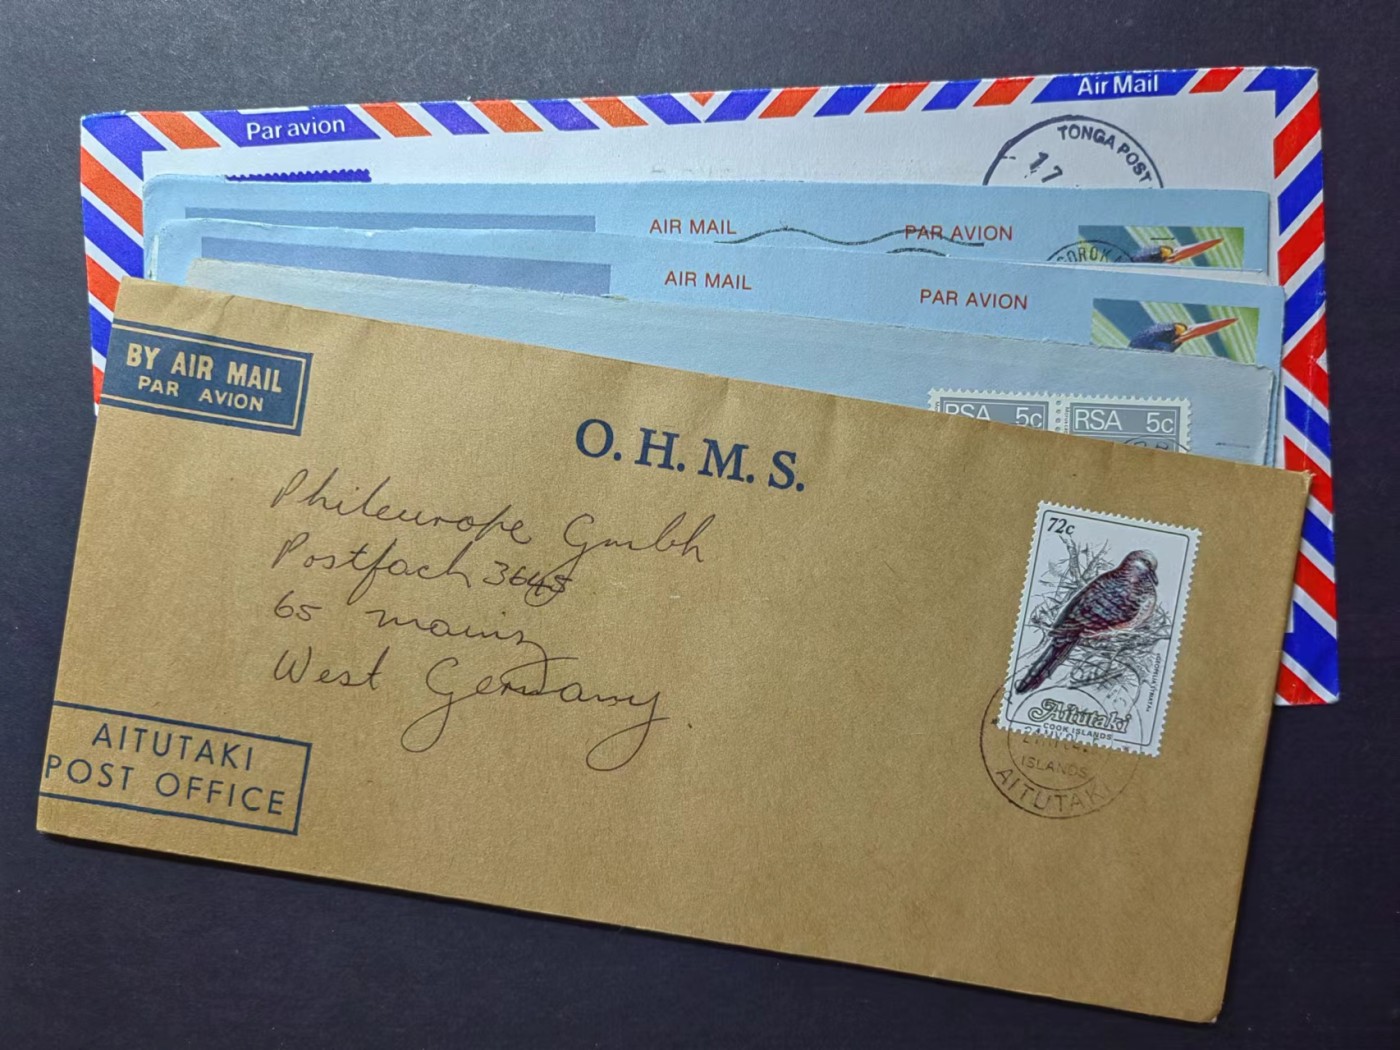 Par avion
Air Mail
TONGA POST
17
AIR MAIL
PAR AVION
AIR MAIL
PAR AVION
RSA 5c
RSA 5c
BY AIR MAIL
PAR AVION
O. H. M. S.
Phileurope Gmbh
Postfach 3645
65 mainz
West Germany.
72c
Aitutaki
COOK ISLANDS
ISLANDS
AITUTAKI
AITUTAKI
POST OFFICE